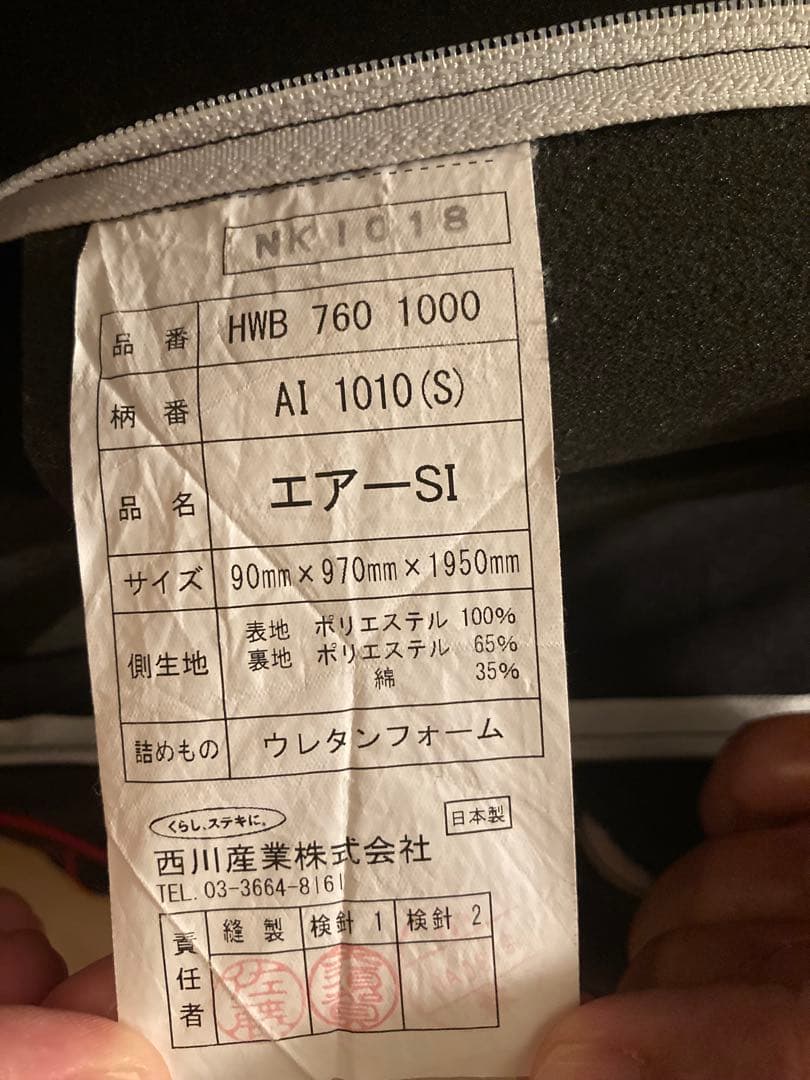 NK1018
品番 HWB 760 1000
柄番 AI 1010(S)
品名 エアーSI
サイズ 90mm×970mm×1950mm
側生地 表地 ポリエステル 100%
裏地 ポリエステル 65%
綿 35%
詰めもの ウレタンフォーム
くらし、ステキに。
日本製
西川産業株式会社
TEL. 03-3664-8161
責任者 縫製 検針1 検針2
佐藤